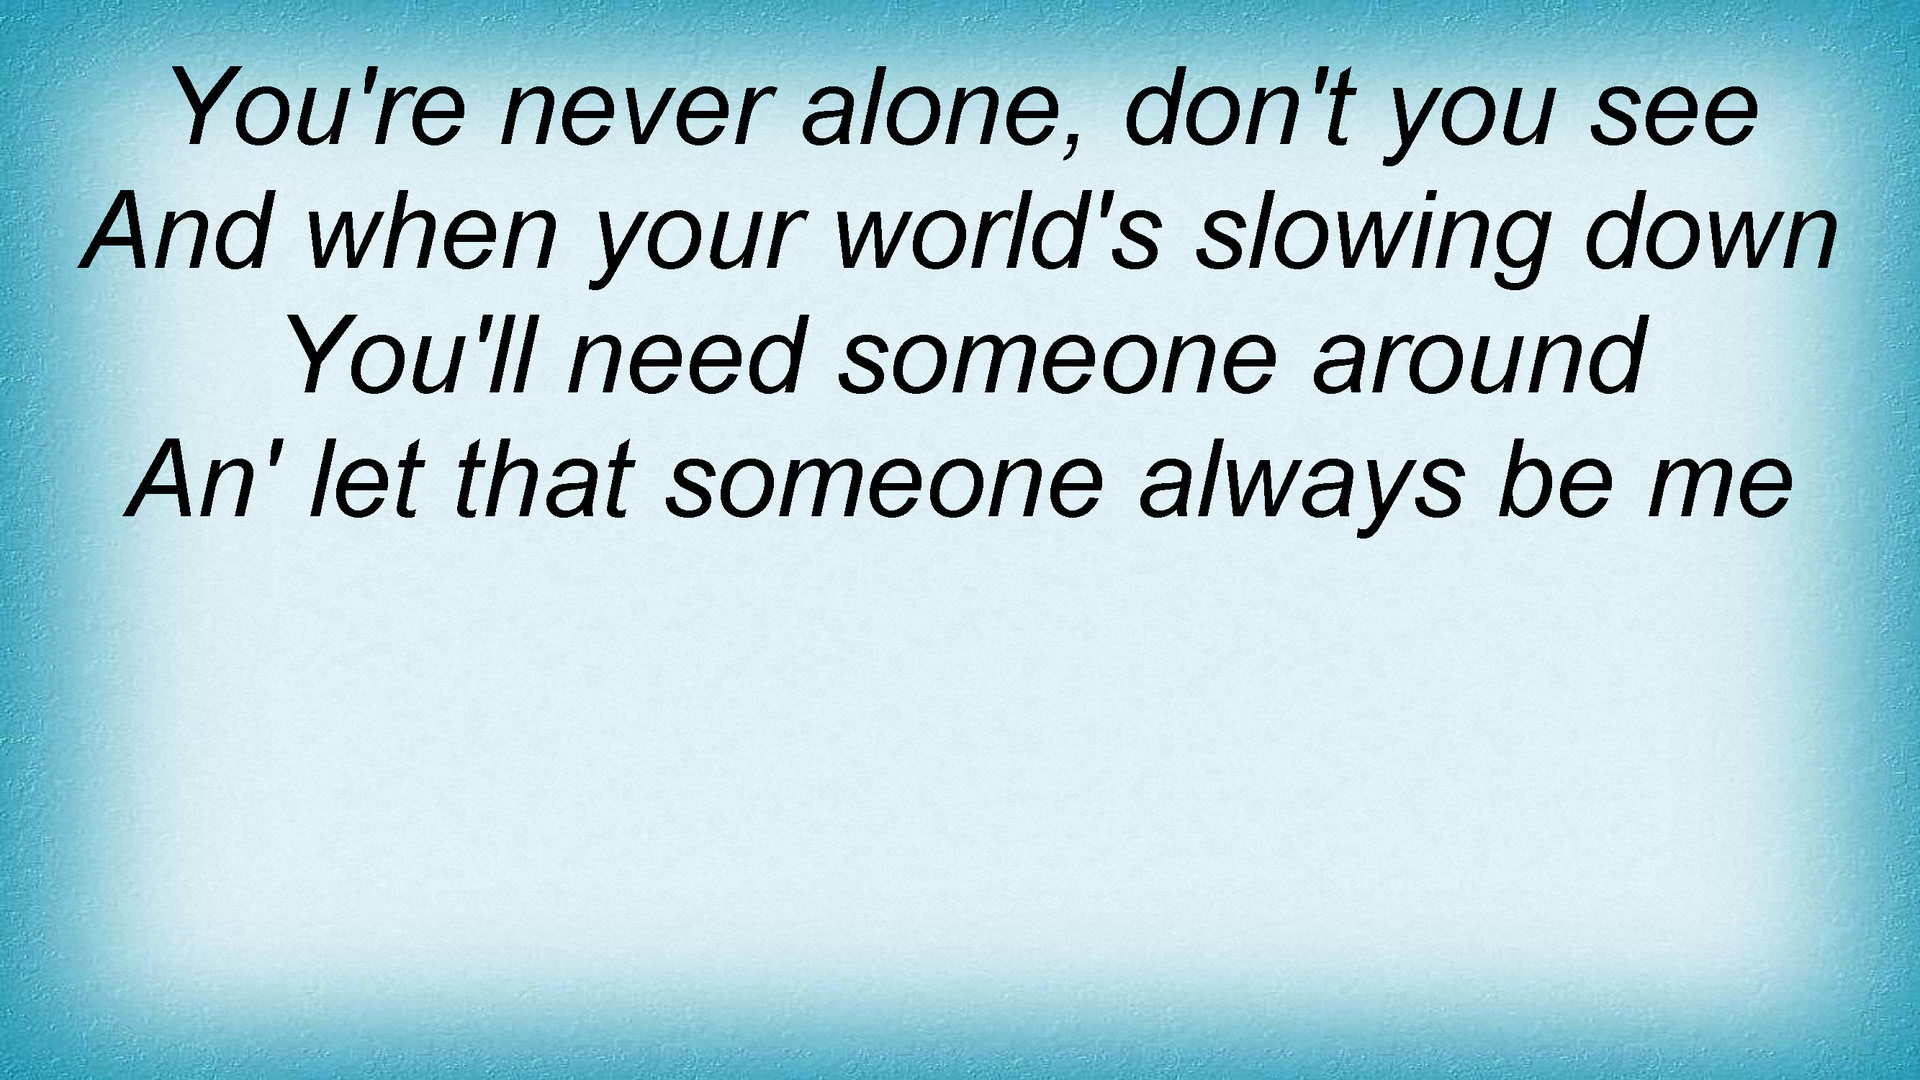 You're never alone, don't you see
And when your world's slowing down
You'll need someone around
An' let that someone always be me